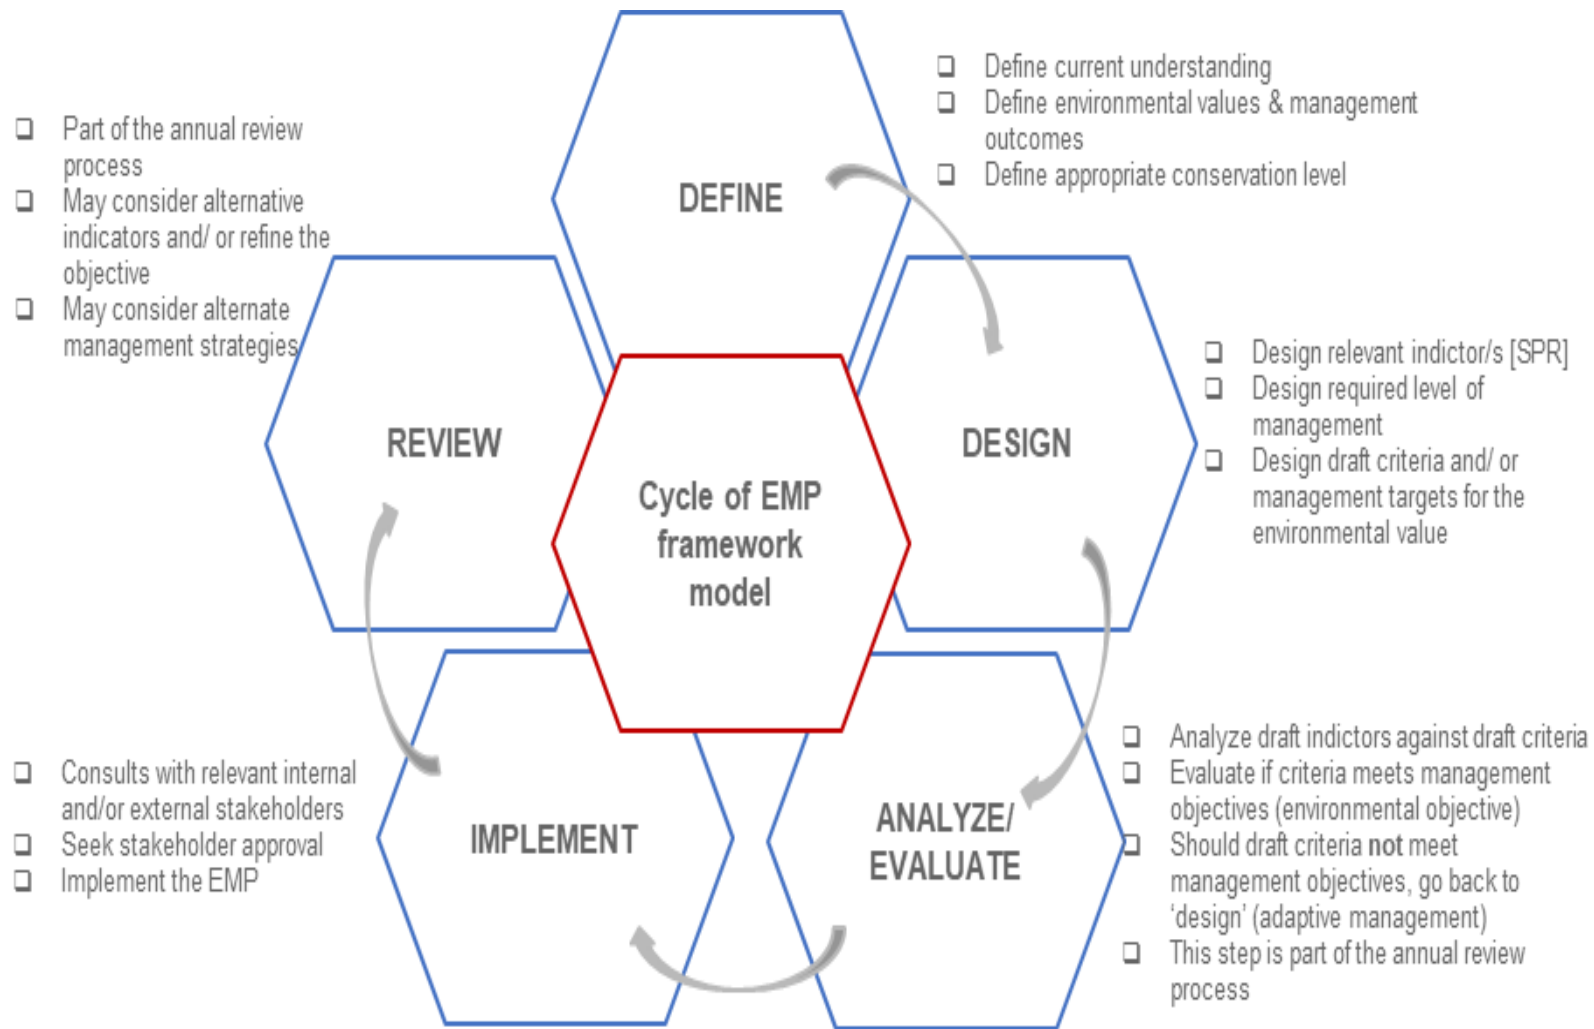 DEFINE
❑ Define current understanding
❑ Define environmental values & management
outcomes
❑ Define appropriate conservation level
DESIGN
❑ Design relevant indictor/s [SPR]
❑ Design required level of
management
❑ Design draft criteria and/ or
management targets for the
environmental value
ANALYZE/
EVALUATE
❑ Analyze draft indictors against draft criteria
❑ Evaluate if criteria meets management
objectives (environmental objective)
❑ Should draft criteria not meet
management objectives, go back to
‘design’ (adaptive management)
❑ This step is part of the annual review
process
IMPLEMENT
❑ Consults with relevant internal
and/or external stakeholders
❑ Seek stakeholder approval
❑ Implement the EMP
REVIEW
❑ Part of the annual review
process
❑ May consider alternative
indicators and/ or refine the
objective
❑ May consider alternate
management strategies
Cycle of EMP
framework
model